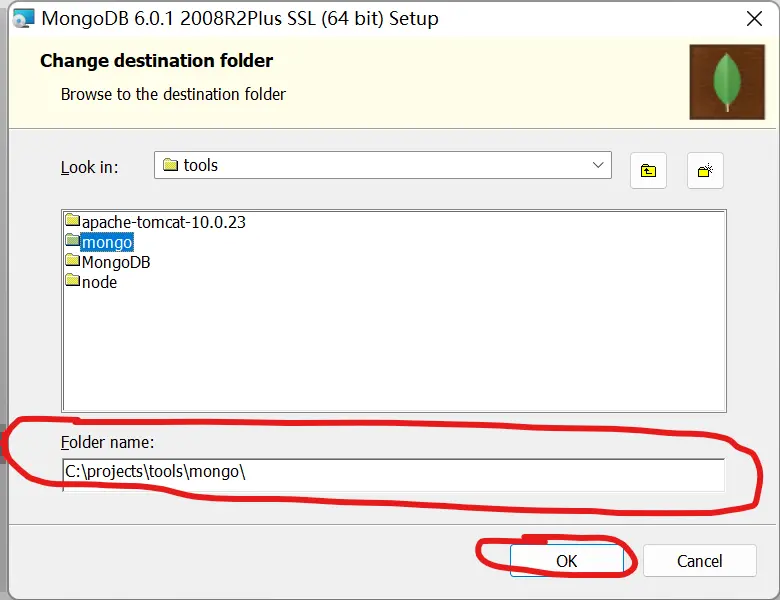 MongoDB 6.0.1 2008R2Plus SSL (64 bit) Setup
Change destination folder
Browse to the destination folder
Look in:
tools
apache-tomcat-10.0.23
mongo
MongoDB
node
Folder name:
C:\projects\tools\mongo\
OK
Cancel